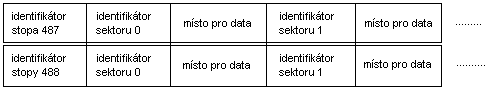 identifikátor stopa 487
identifikátor sektoru 0
místo pro data
identifikátor sektoru 1
místo pro data
.........
identifikátor stopy 488
identifikátor sektoru 0
místo pro data
identifikátor sektoru 1
místo pro data
..........